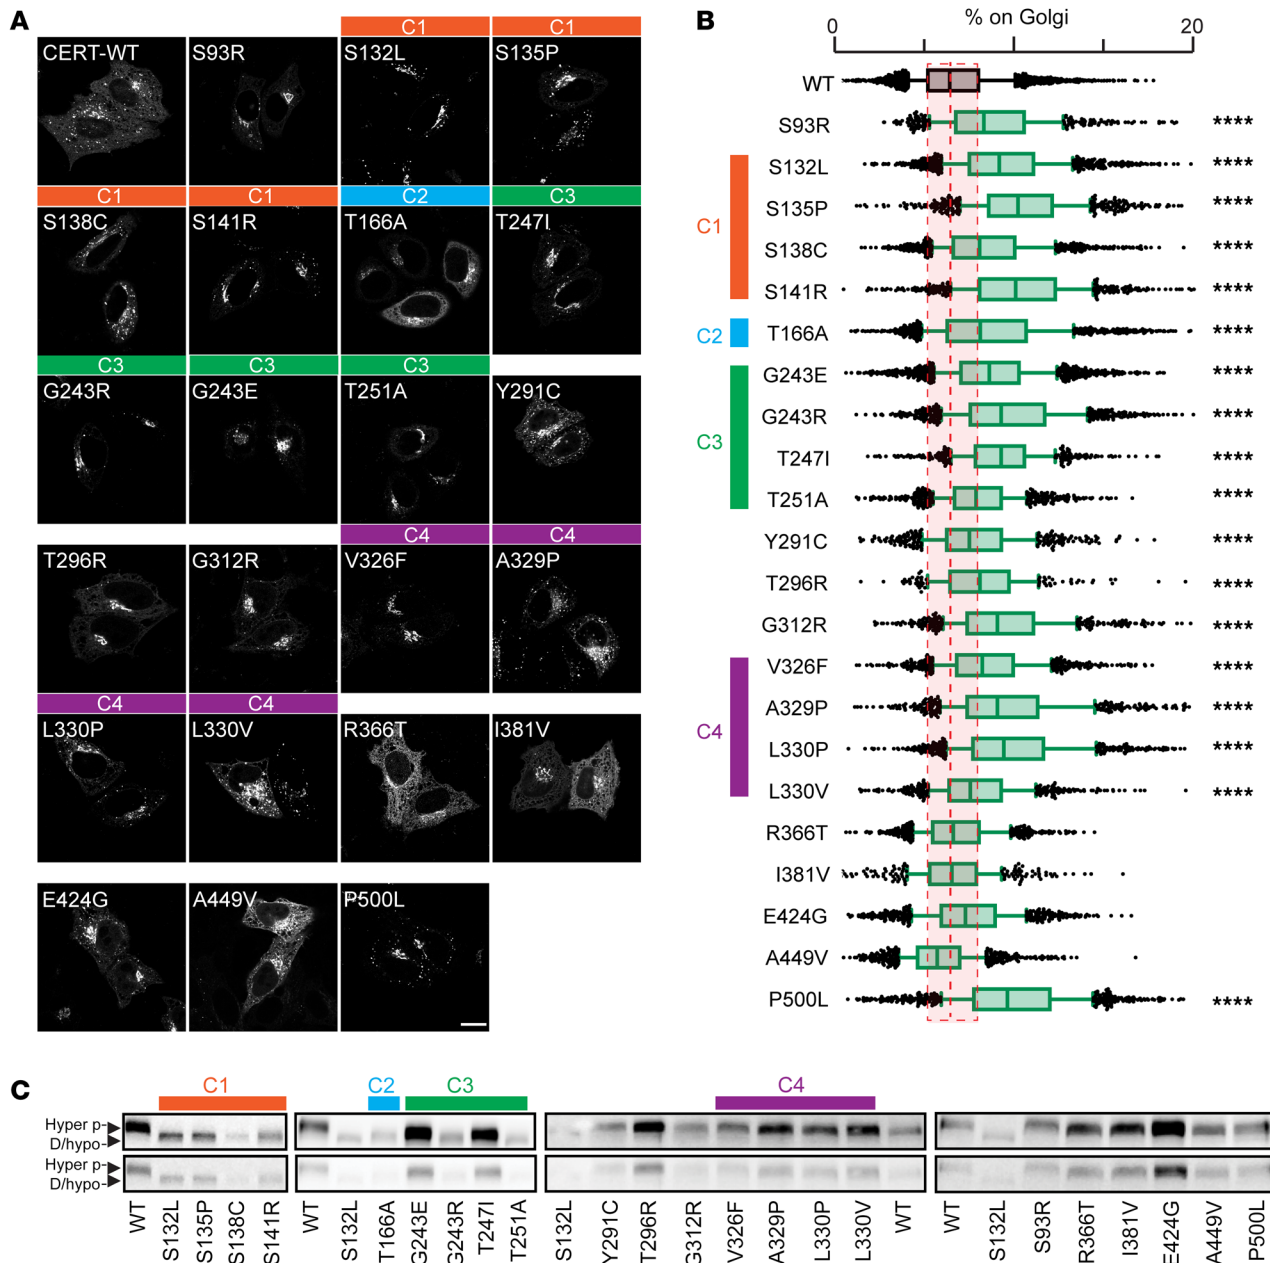 A
C1 C1
CERT-WT S93R S132L S135P
C1 C1 C2 C3
S138C S141R T166A T247I
C3 C3 C3
G243R G243E T251A Y291C
C4 C4
T296R G312R V326F A329P
C4 C4
L330P L330V R366T I381V
E424G A449V P500L
B
% on Golgi
0 20
WT
S93R ****
C1
S132L ****
S135P ****
S138C ****
S141R ****
C2
T166A ****
C3
G243E ****
G243R ****
T247I ****
T251A ****
Y291C ****
T296R ****
G312R ****
C4
V326F ****
A329P ****
L330P ****
L330V ****
R366T
I381V
E424G
A449V
P500L ****
C
C1 C2 C3 C4
Hyper p-
D/hypo-
Hyper p-
D/hypo-
WT S132L S135P S138C S141R WT S132L T166A G243E G243R T247I T251A S132L Y291C T296R G312R V326F A329P L330P L330V WT WT S132L S93R R366T I381V E424G A449V P500L